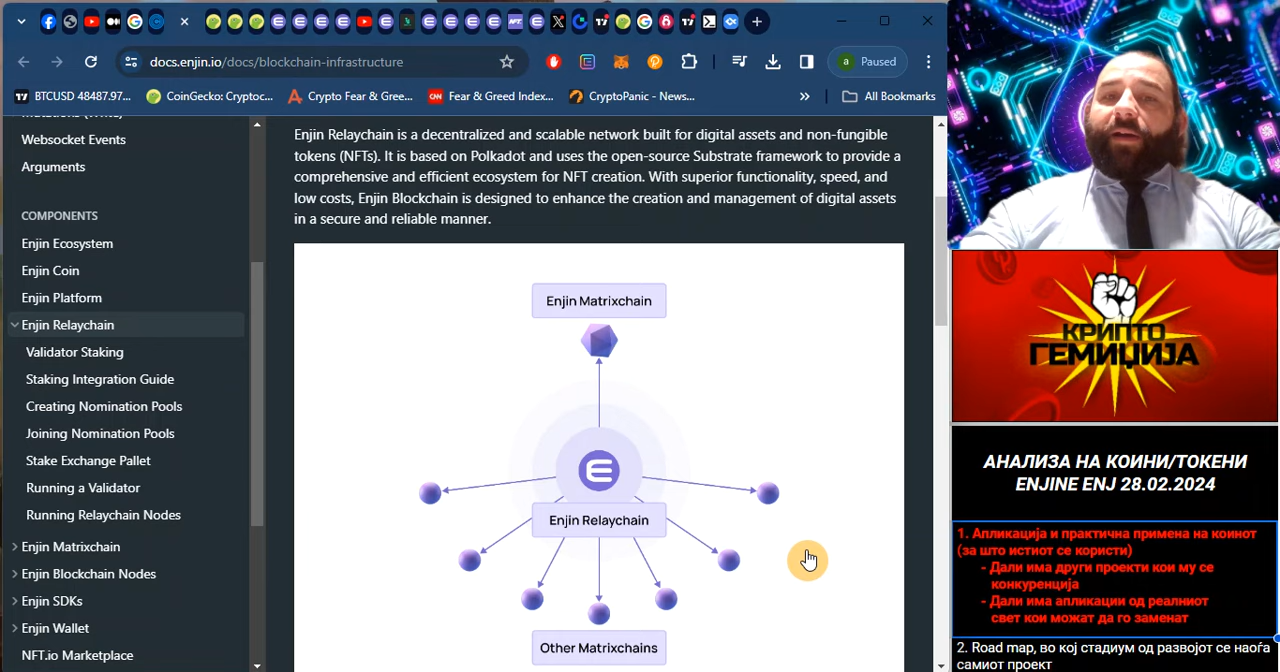 docs.enjin.io/docs/blockchain-infrastructure
a Paused
BTCUSD 48487.97...
CoinGecko: Cryptoc...
Crypto Fear & Gree...
Fear & Greed Index...
CryptoPanic - News...
» All Bookmarks
Websocket Events
Arguments
COMPONENTS
Enjin Ecosystem
Enjin Coin
Enjin Platform
Enjin Relaychain
Validator Staking
Staking Integration Guide
Creating Nomination Pools
Joining Nomination Pools
Stake Exchange Pallet
Running a Validator
Running Relaychain Nodes
Enjin Matrixchain
Enjin Blockchain Nodes
Enjin SDKs
Enjin Wallet
NFT.io Marketplace
Enjin Relaychain is a decentralized and scalable network built for digital assets and non-fungible
tokens (NFTs). It is based on Polkadot and uses the open-source Substrate framework to provide a
comprehensive and efficient ecosystem for NFT creation. With superior functionality, speed, and
low costs, Enjin Blockchain is designed to enhance the creation and management of digital assets
in a secure and reliable manner.
Enjin Matrixchain
Enjin Relaychain
Other Matrixchains
КРИПТО
ГЕМИЏИЈА
АНАЛИЗА НА КОИНИ/ТОКЕНИ
ENJINE ENJ 28.02.2024
1. Апликација и практична примена на коинот
(за што истиот се користи)
- Дали има други проекти кои му се
конкуренција
- Дали има апликации од реалниот
свет кои можат да го заменат
2. Road map, во кој стадиум од развојот се наоѓа
самиот проект